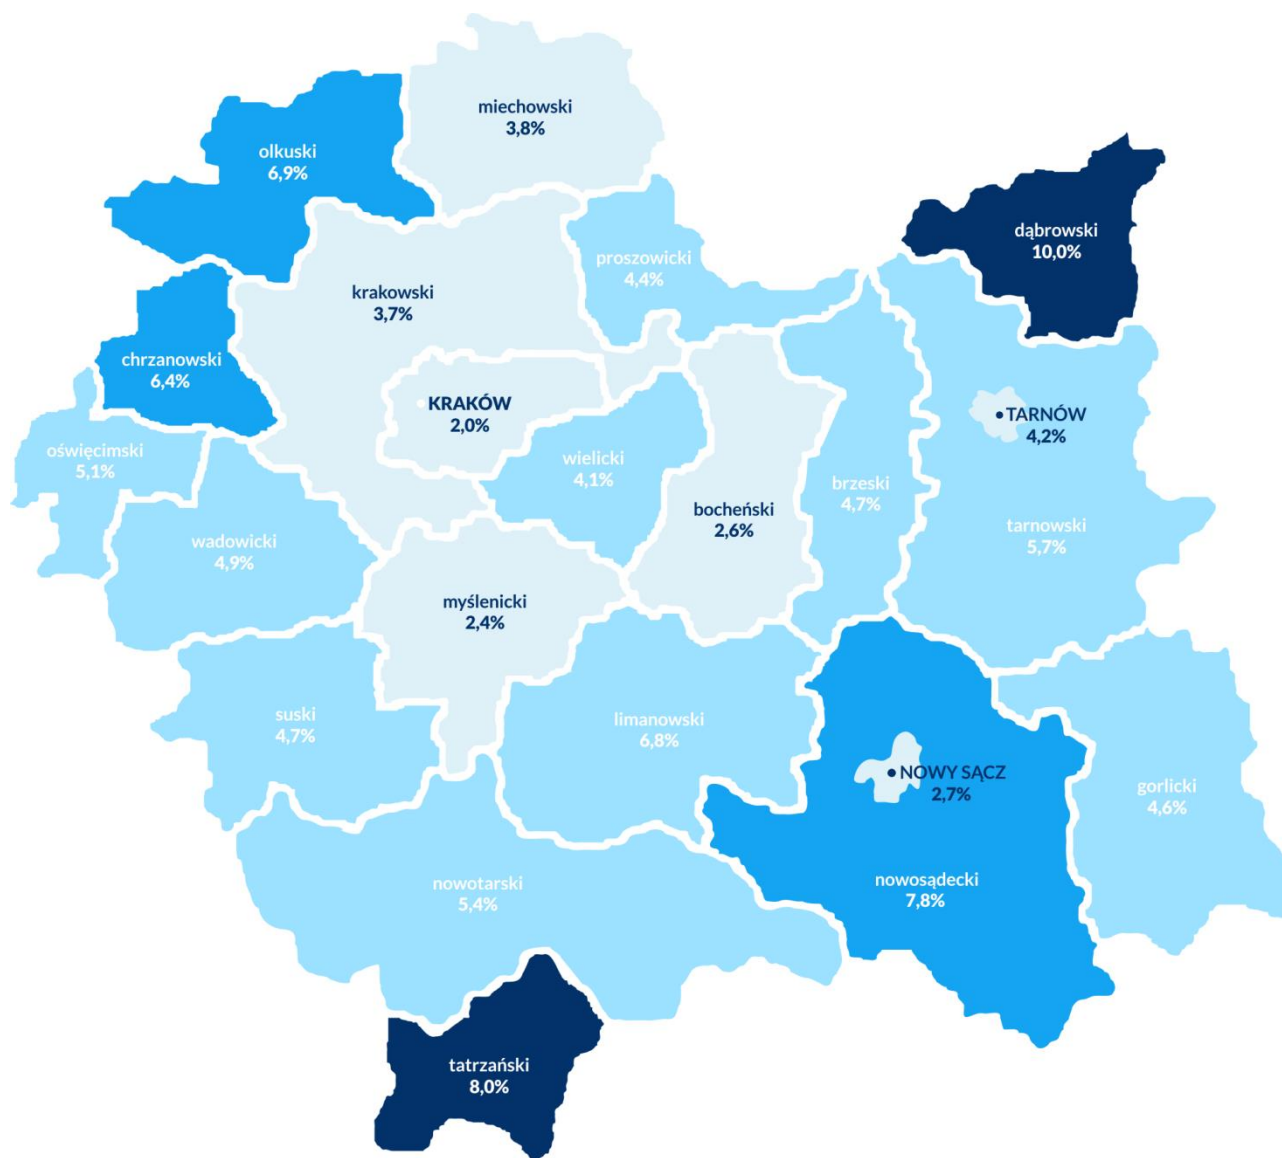 miechowski
3,8%
olkuski
6,9%
dąbrowski
10,0%
proszowicki
4,4%
krakowski
3,7%
chrzanowski
6,4%
KRAKÓW
2,0%
TARNÓW
4,2%
oświęcimski
5,1%
wielicki
4,1%
brzeski
4,7%
bocheński
2,6%
tarnowski
5,7%
wadowicki
4,9%
myślenicki
2,4%
suski
4,7%
limanowski
6,8%
NOWY SĄCZ
2,7%
gorlicki
4,6%
nowotarski
5,4%
nowosądecki
7,8%
tatrzański
8,0%